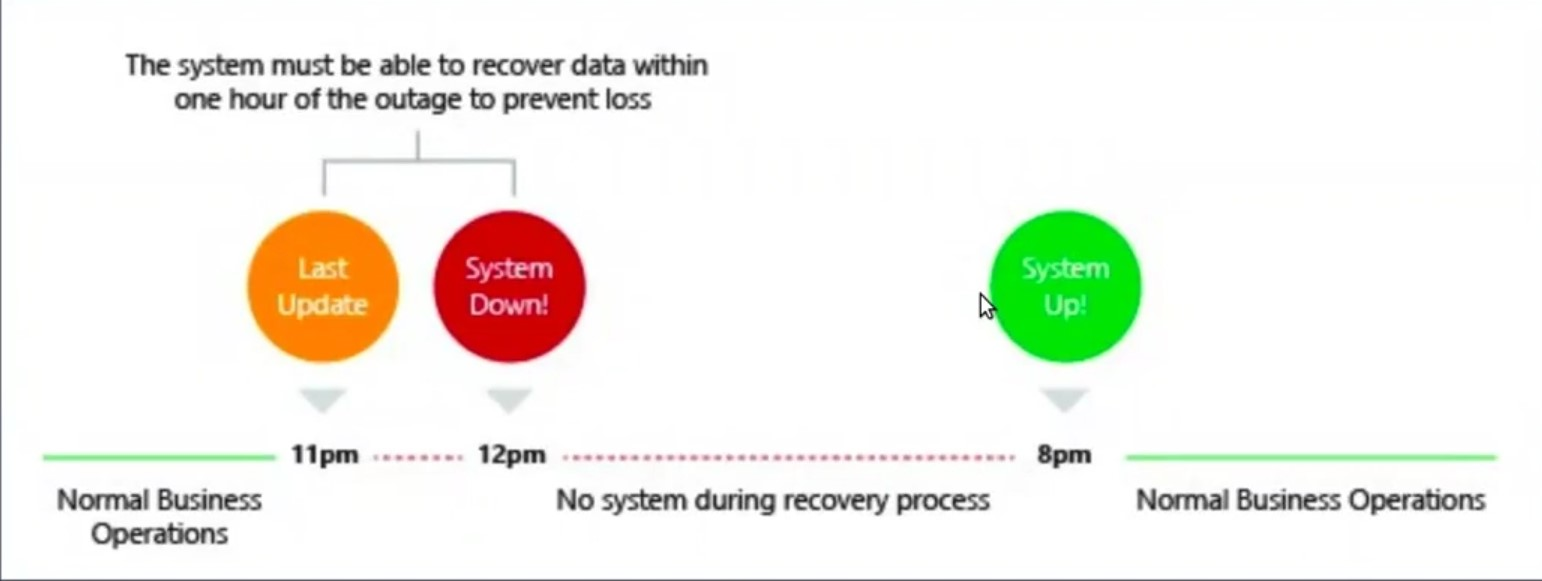 The system must be able to recover data within
one hour of the outage to prevent loss
Last
Update
System
Down!
System
Up!
11pm
12pm
8pm
Normal Business
Operations
No system during recovery process
Normal Business Operations